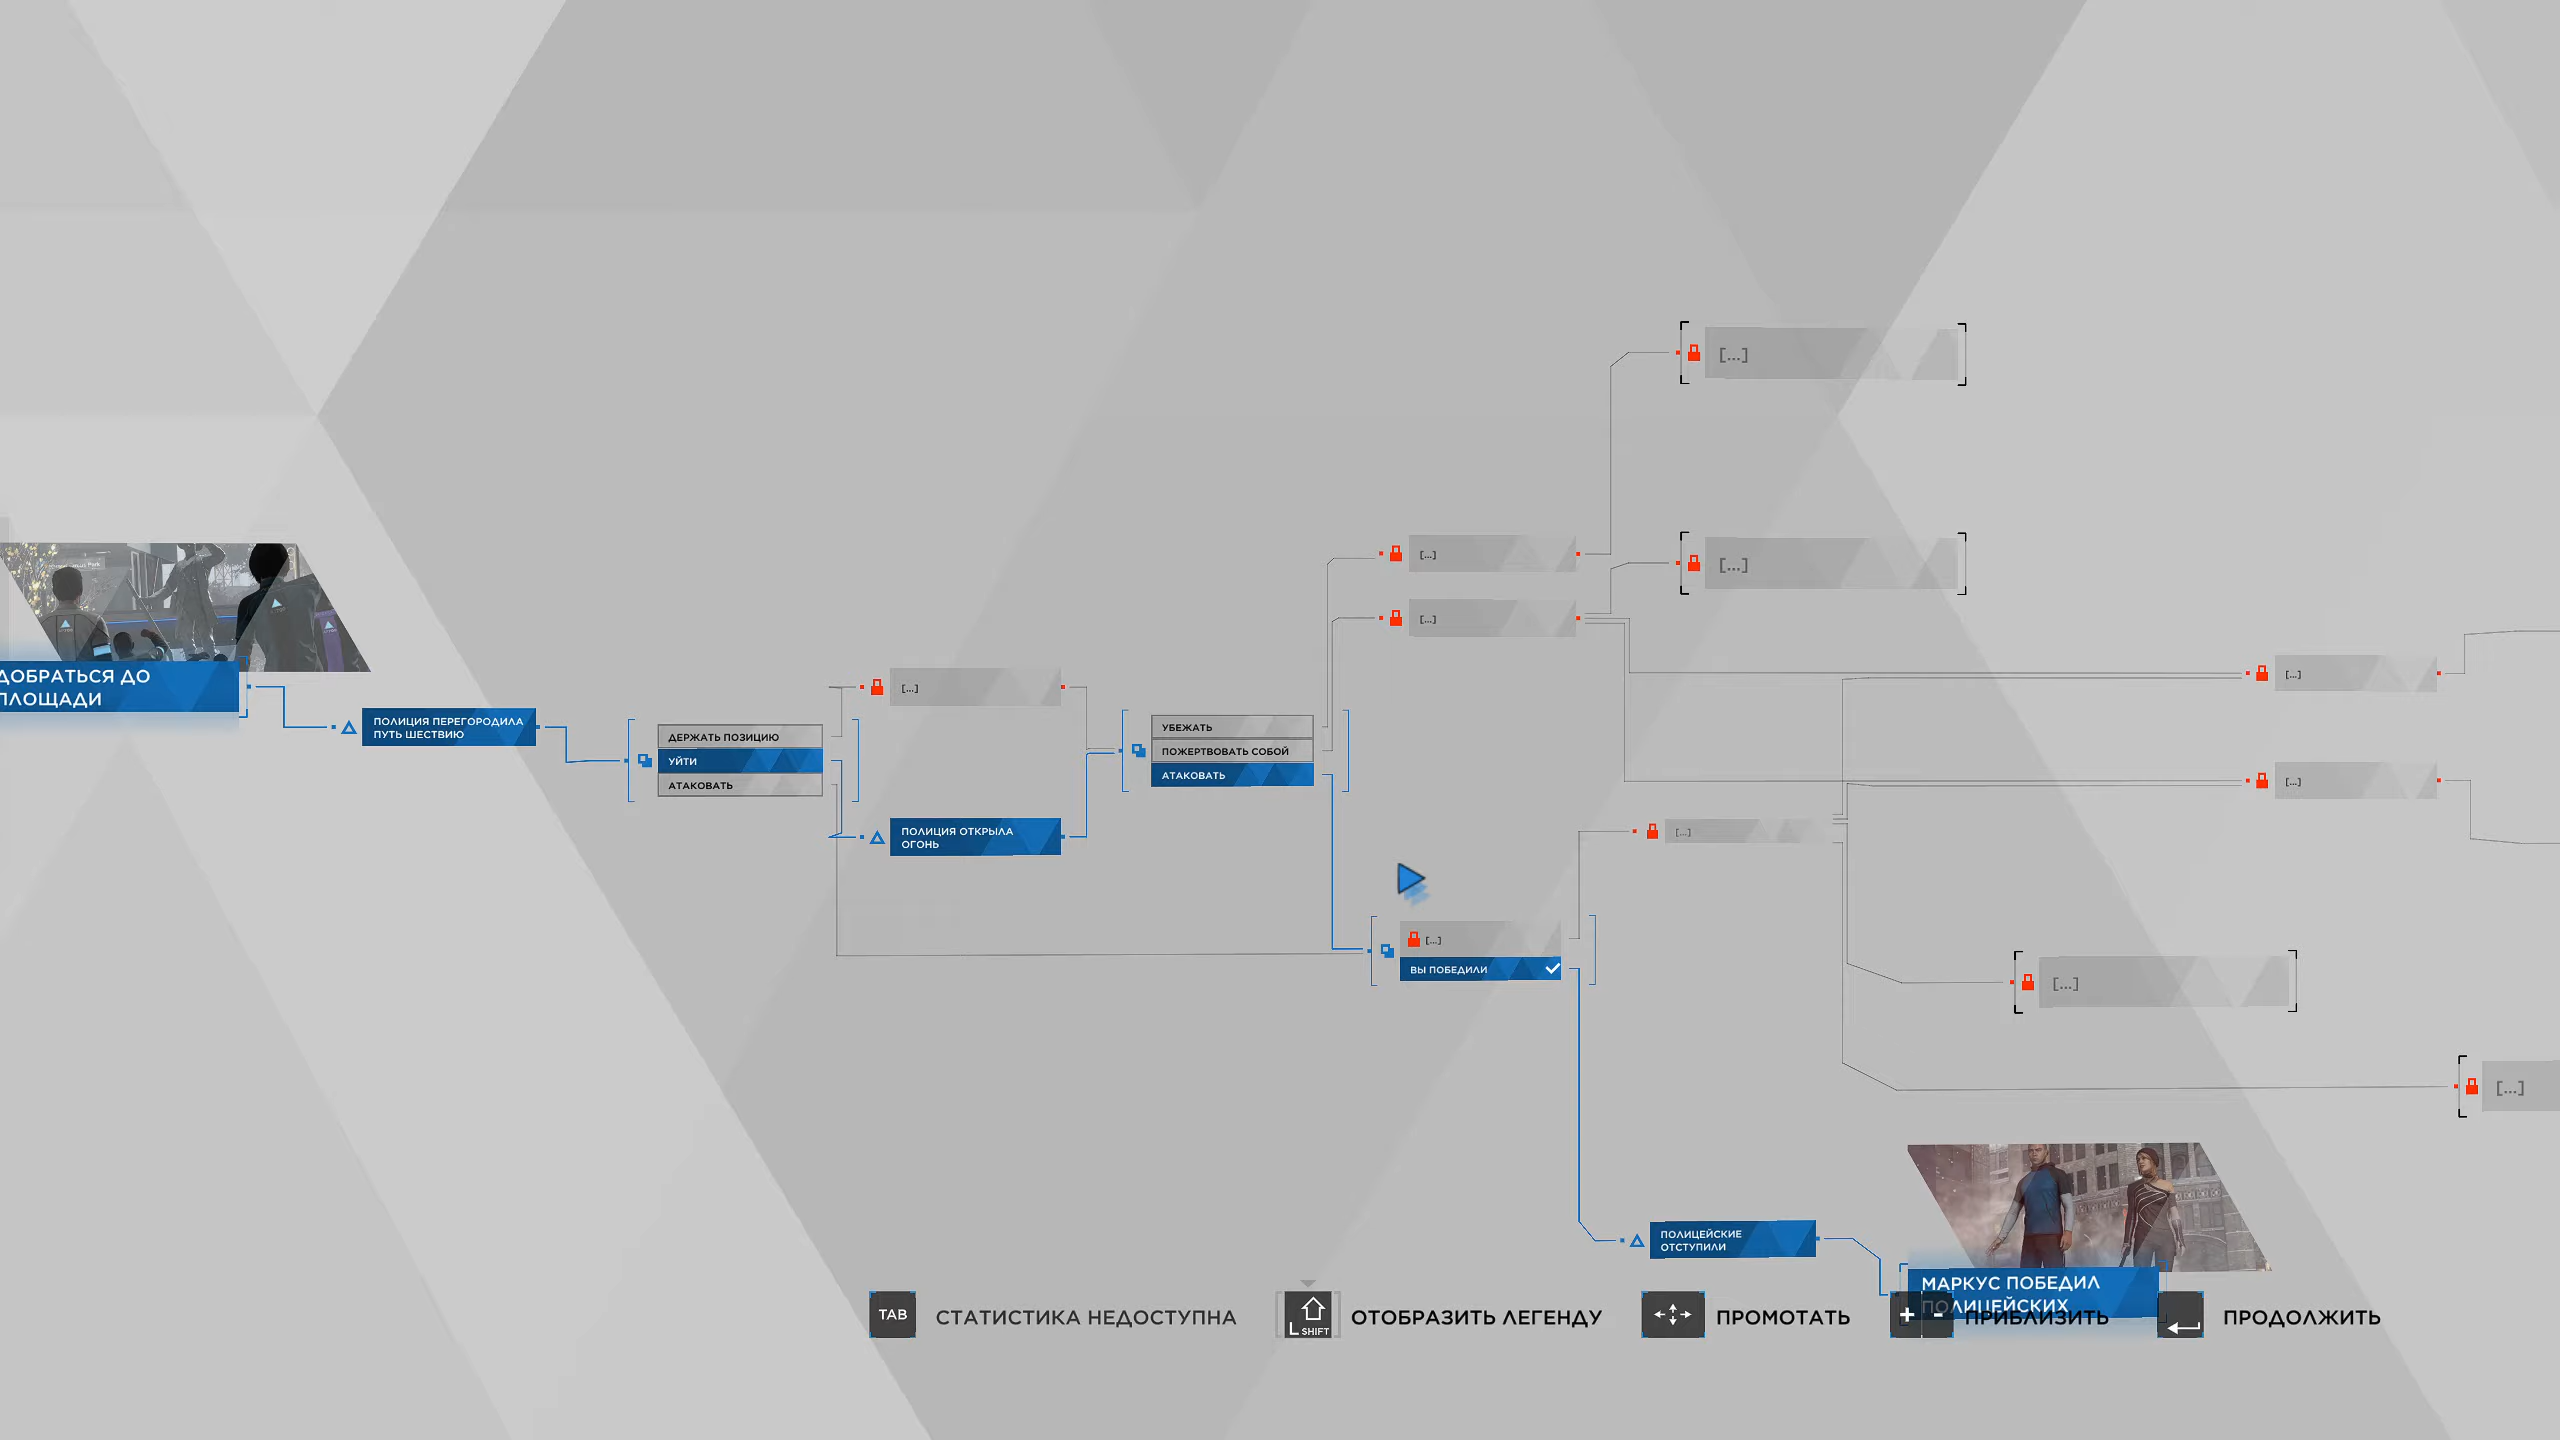 ДОБРАТЬСЯ ДО
ПЛОЩАДИ
ПОЛИЦИЯ ПЕРЕГОРОДИЛА
ПУТЬ ШЕСТВИЮ
ДЕРЖАТЬ ПОЗИЦИЮ
УЙТИ
АТАКОВАТЬ
[...]
ПОЛИЦИЯ ОТКРЫЛА
ОГОНЬ
УБЕЖАТЬ
ПОЖЕРТВОВАТЬ СОБОЙ
АТАКОВАТЬ
[...]
[...]
[...]
[...]
[...]
[...]
[...]
[...]
ВЫ ПОБЕДИЛИ
[...]
[...]
ПОЛИЦЕЙСКИЕ
ОТСТУПИЛИ
МАРКУС ПОБЕДИЛ
ПОЛИЦЕЙСКИХ
TAB СТАТИСТИКА НЕДОСТУПНА
L SHIFT ОТОБРАЗИТЬ ЛЕГЕНДУ
ПРОМОТАТЬ
+ - ПРИБЛИЗИТЬ
ПРОДОЛЖИТЬ